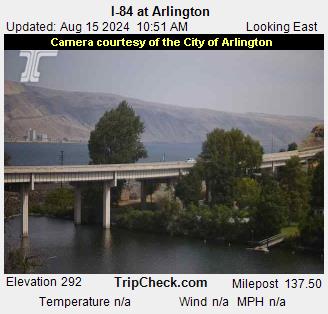 I-84 at Arlington
Updated: Aug 15 2024 10:51 AM Looking East
Camera courtesy of the City of Arlington
Elevation 292 TripCheck.com Milepost 137.50
Temperature n/a Wind n/a MPH n/a